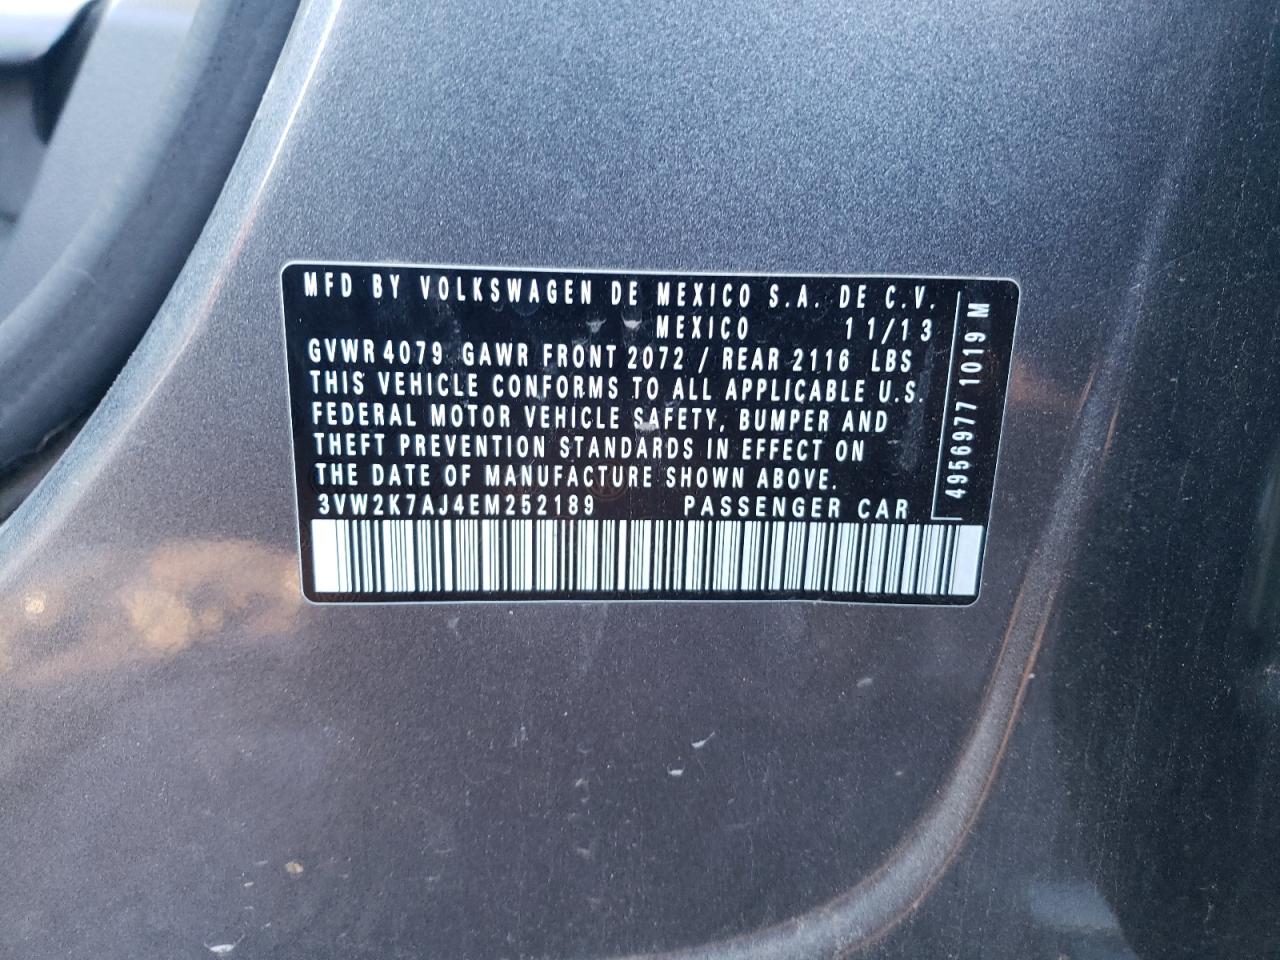 MFD BY VOLKSWAGEN DE MEXICO S.A. DE C.V.
MEXICO 11/13
GVWR 4079 GAWR FRONT 2072 / REAR 2116 LBS
THIS VEHICLE CONFORMS TO ALL APPLICABLE U.S.
FEDERAL MOTOR VEHICLE SAFETY, BUMPER AND
THEFT PREVENTION STANDARDS IN EFFECT ON
THE DATE OF MANUFACTURE SHOWN ABOVE.
3VW2K7AJ4EM252189 PASSENGER CAR
4956977 1019 M